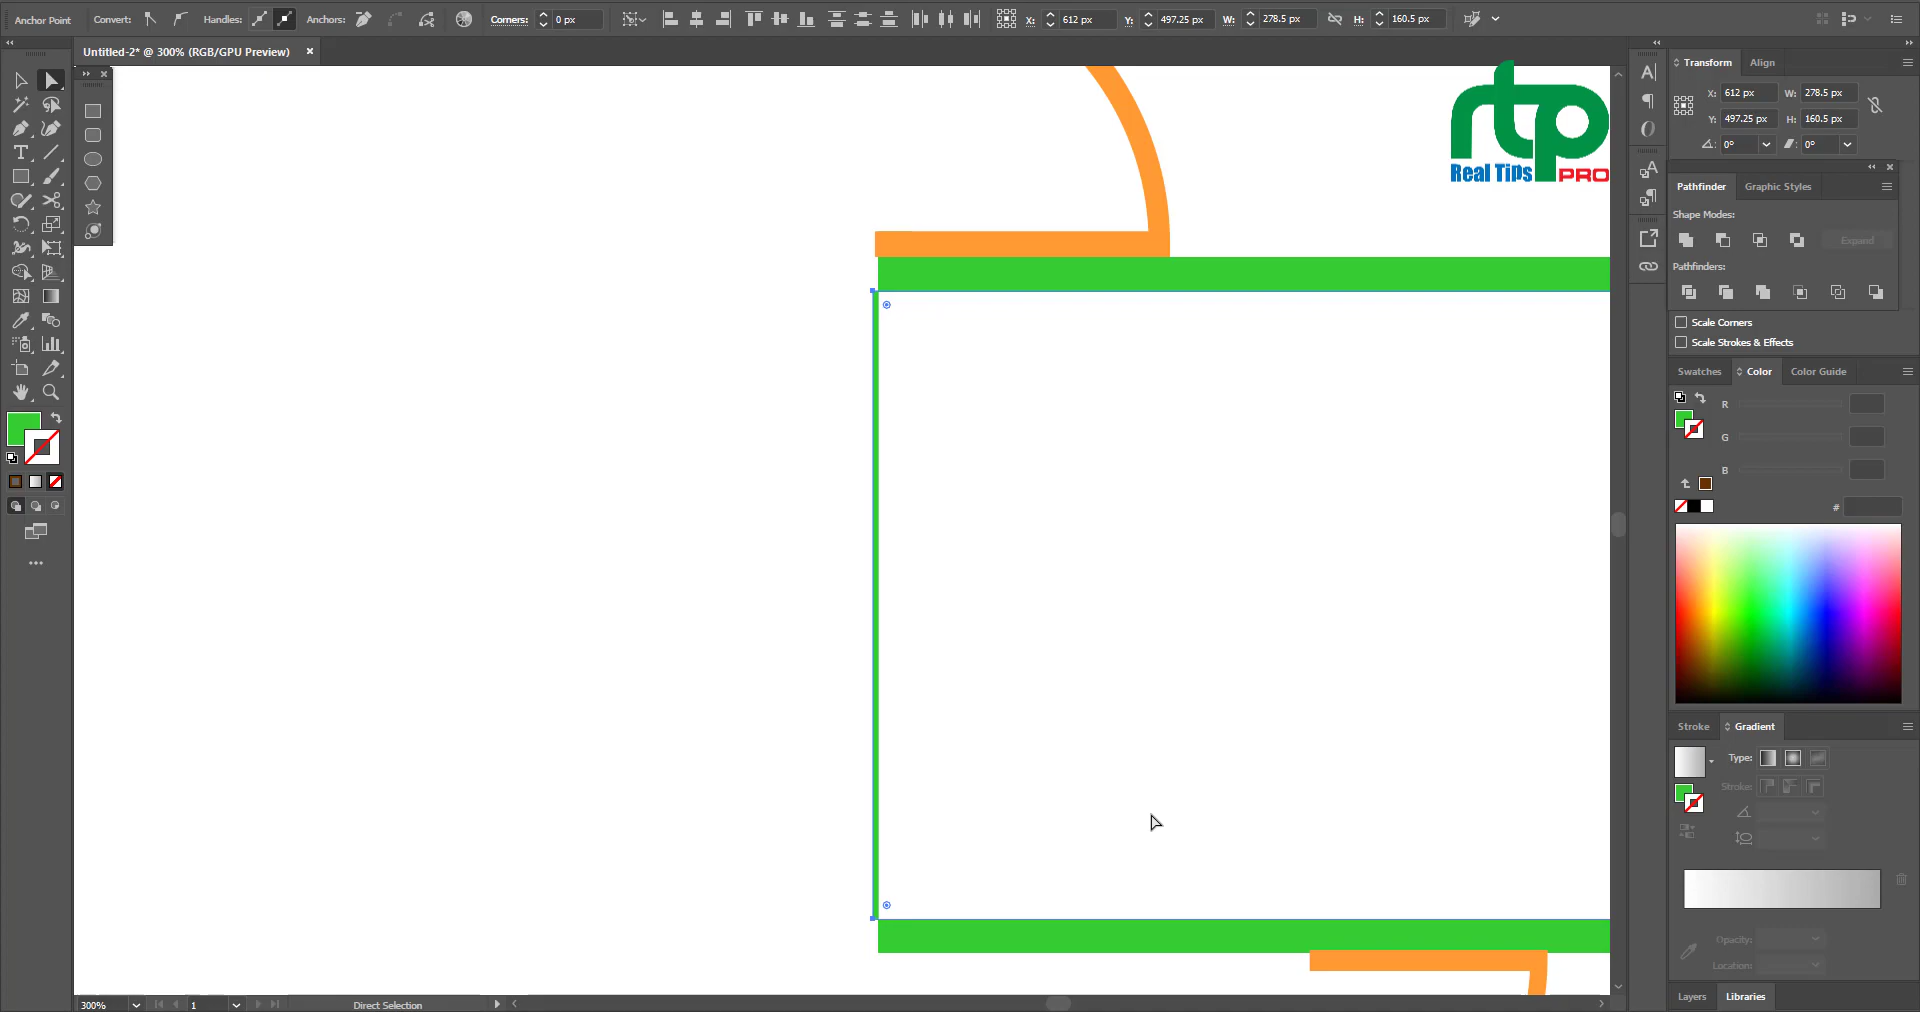 Anchor Point Convert: Handles: Anchors: Corners: 0 px X: 612 px Y: 497.25 px W: 278.5 px H: 160.5 px
Untitled-2* @ 300% (RGB/GPU Preview)
rtp
Real Tips PRO
Transform Align
X: 612 px W: 278.5 px
Y: 497.25 px H: 160.5 px
0° 0°
Pathfinder Graphic Styles
Shape Modes:
Expand
Pathfinders:
Scale Corners
Scale Strokes & Effects
Swatches Color Color Guide
R
G
B
#
Stroke Gradient
Type:
Stroke:
Opacity:
Location:
Layers Libraries
300% 1 Direct Selection